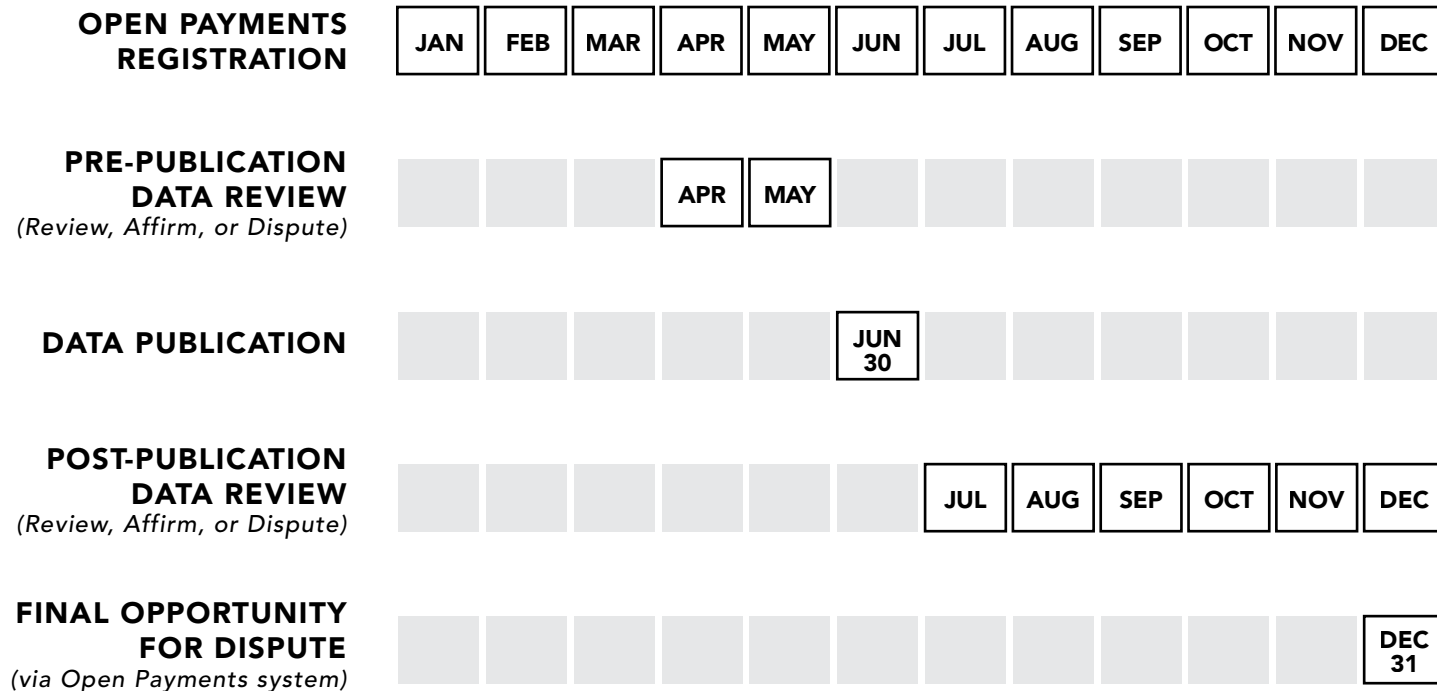 OPEN PAYMENTS
REGISTRATION
JAN FEB MAR APR MAY JUN JUL AUG SEP OCT NOV DEC
PRE-PUBLICATION
DATA REVIEW
(Review, Affirm, or Dispute)
APR MAY
DATA PUBLICATION
JUN
30
POST-PUBLICATION
DATA REVIEW
(Review, Affirm, or Dispute)
JUL AUG SEP OCT NOV DEC
FINAL OPPORTUNITY
FOR DISPUTE
(via Open Payments system)
DEC
31